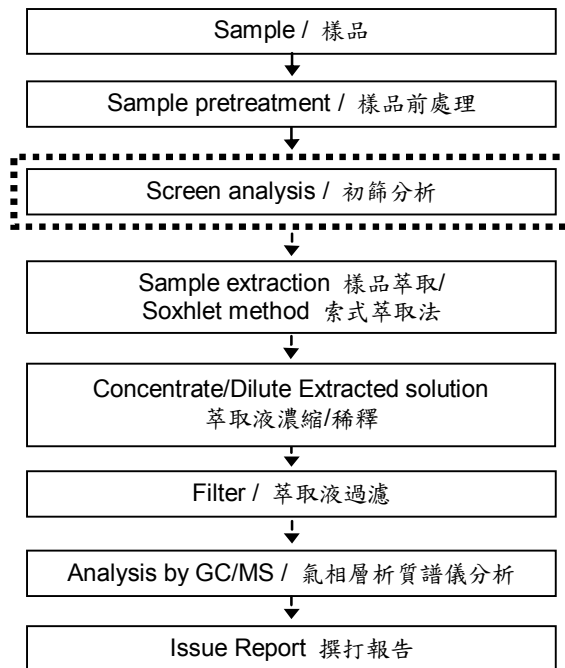 Sample / 樣品
Sample pretreatment / 樣品前處理
Screen analysis / 初篩分析
Sample extraction 樣品萃取/
Soxhlet method 索式萃取法
Concentrate/Dilute Extracted solution
萃取液濃縮/稀釋
Filter / 萃取液過濾
Analysis by GC/MS / 氣相層析質譜儀分析
Issue Report 撰打報告